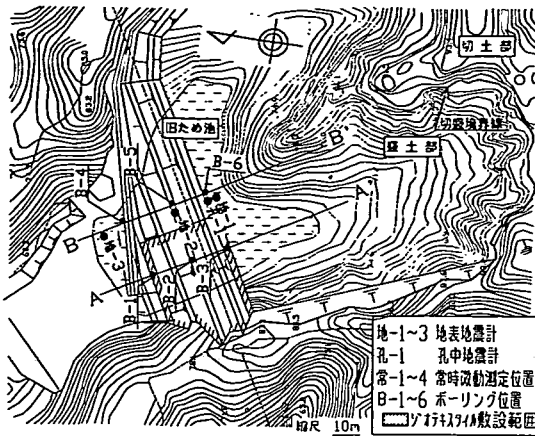 切土部
旧ため池
切盛境界線
盛土部
B-6
B-5
B-4
B
B'
A
A'
地-3
B-1
B-2
B-3
地-1~3 地表地震計
孔-1 孔中地震計
常-1~4 常時微動測定位置
B-1~6 ボーリング位置
ジオテキスタイル敷設範囲
縮尺 10m